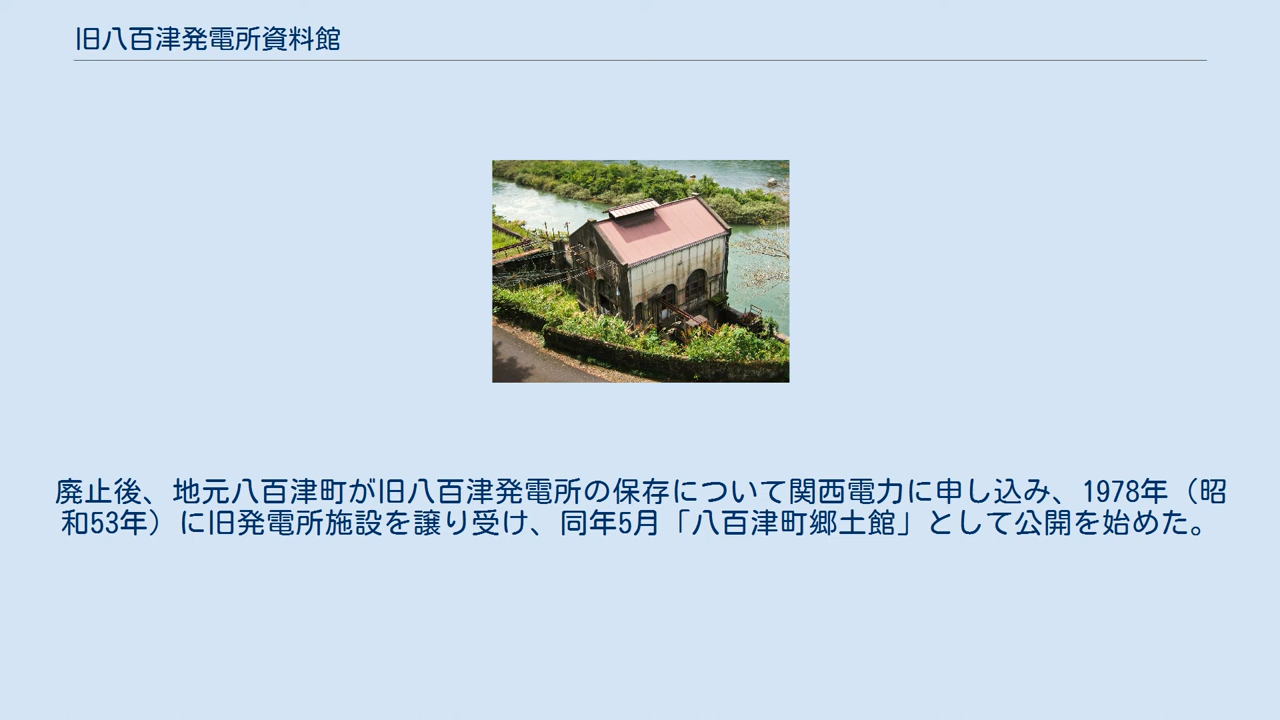 旧八百津発電所資料館
廃止後、地元八百津町が旧八百津発電所の保存について関西電力に申し込み、1978年（昭
和53年）に旧発電所施設を譲り受け、同年5月「八百津町郷土館」として公開を始めた。